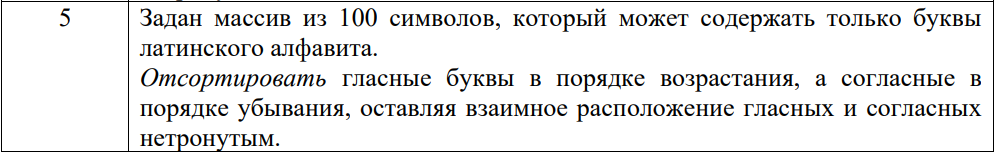 5
Задан массив из 100 символов, который может содержать только буквы
латинского алфавита.
Отсортировать гласные буквы в порядке возрастания, а согласные в
порядке убывания, оставляя взаимное расположение гласных и согласных
нетронутым.